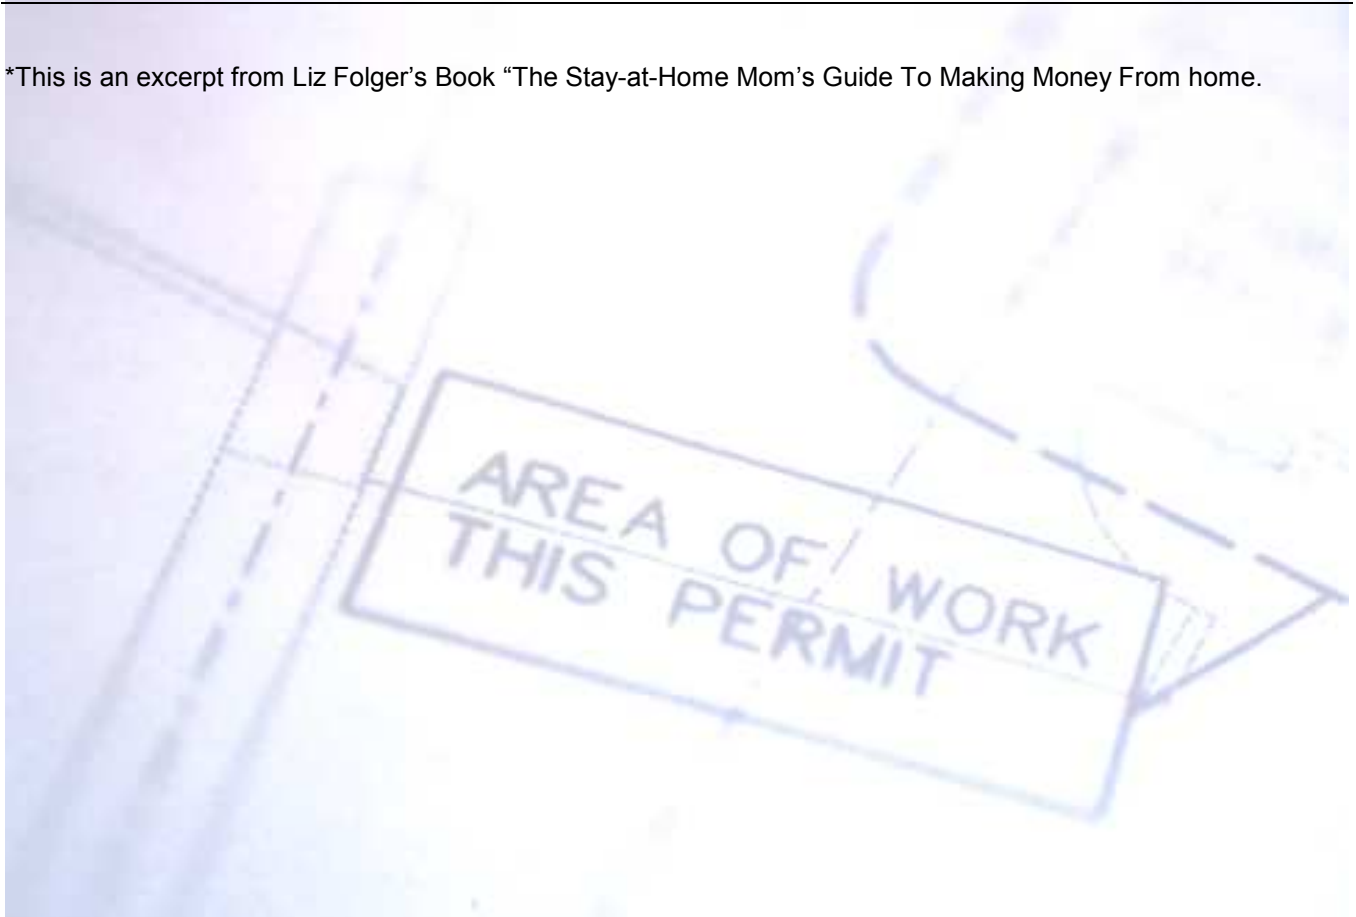 *This is an excerpt from Liz Folger’s Book “The Stay-at-Home Mom’s Guide To Making Money From home.
AREA OF WORK
THIS PERMIT